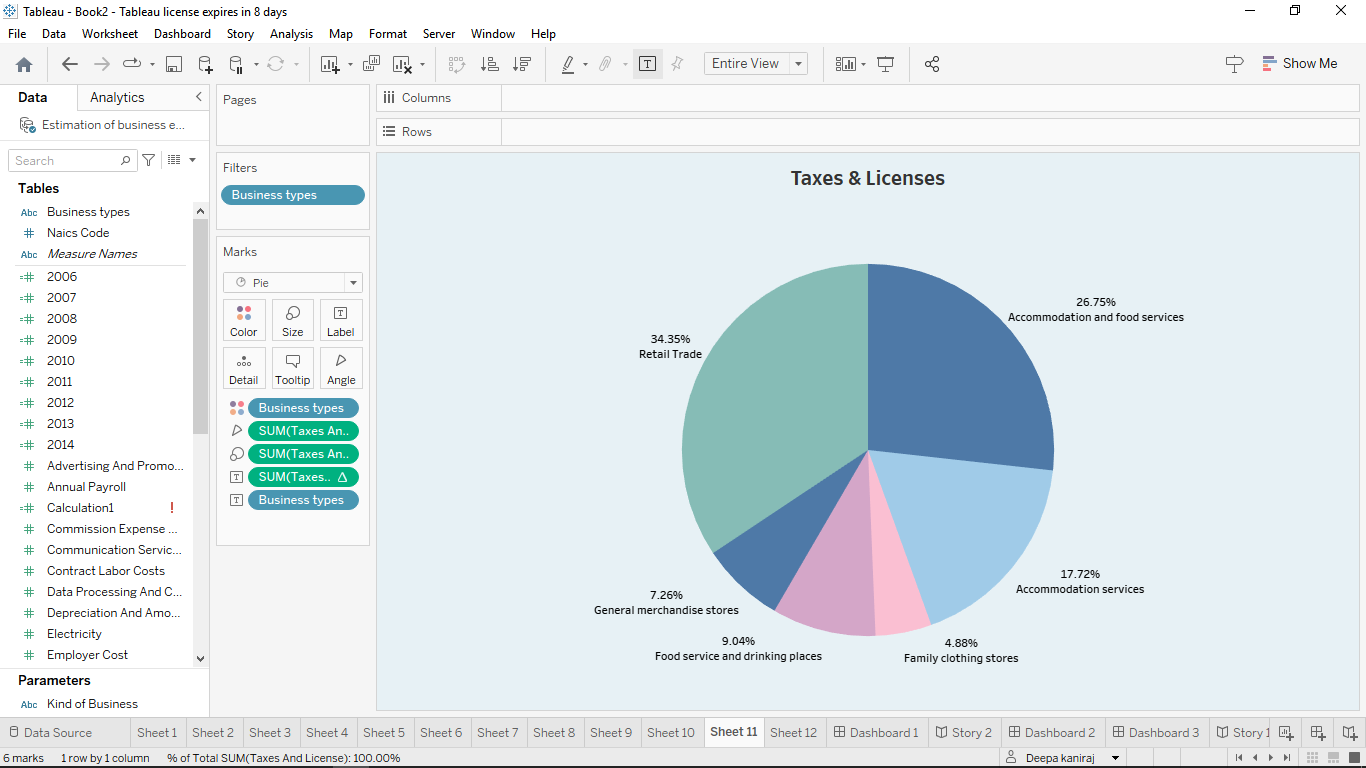 Tableau - Book2 - Tableau license expires in 8 days
File Data Worksheet Dashboard Story Analysis Map Format Server Window Help
Entire View
Show Me
Data Analytics
Estimation of business e...
Search
Tables
Abc Business types
# Naics Code
Abc Measure Names
=# 2006
=# 2007
=# 2008
=# 2009
=# 2010
=# 2011
=# 2012
=# 2013
=# 2014
# Advertising And Promo...
# Annual Payroll
=# Calculation1 !
# Commission Expense ...
# Communication Servic...
# Contract Labor Costs
# Data Processing And C...
# Depreciation And Amo...
# Electricity
# Employer Cost
Parameters
Abc Kind of Business
Pages
Filters
Business types
Marks
Pie
Color Size Label
Detail Tooltip Angle
Business types
SUM(Taxes An..
SUM(Taxes An..
T SUM(Taxes.. △
T Business types
Columns
Rows
Taxes & Licenses
26.75%
Accommodation and food services
34.35%
Retail Trade
17.72%
Accommodation services
7.26%
General merchandise stores
9.04%
Food service and drinking places
4.88%
Family clothing stores
Data Source Sheet 1 Sheet 2 Sheet 3 Sheet 4 Sheet 5 Sheet 6 Sheet 7 Sheet 8 Sheet 9 Sheet 10 Sheet 11 Sheet 12 Dashboard 1 Story 2 Dashboard 2 Dashboard 3 Story 1
6 marks 1 row by 1 column % of Total SUM(Taxes And License): 100.00% Deepa kaniraj